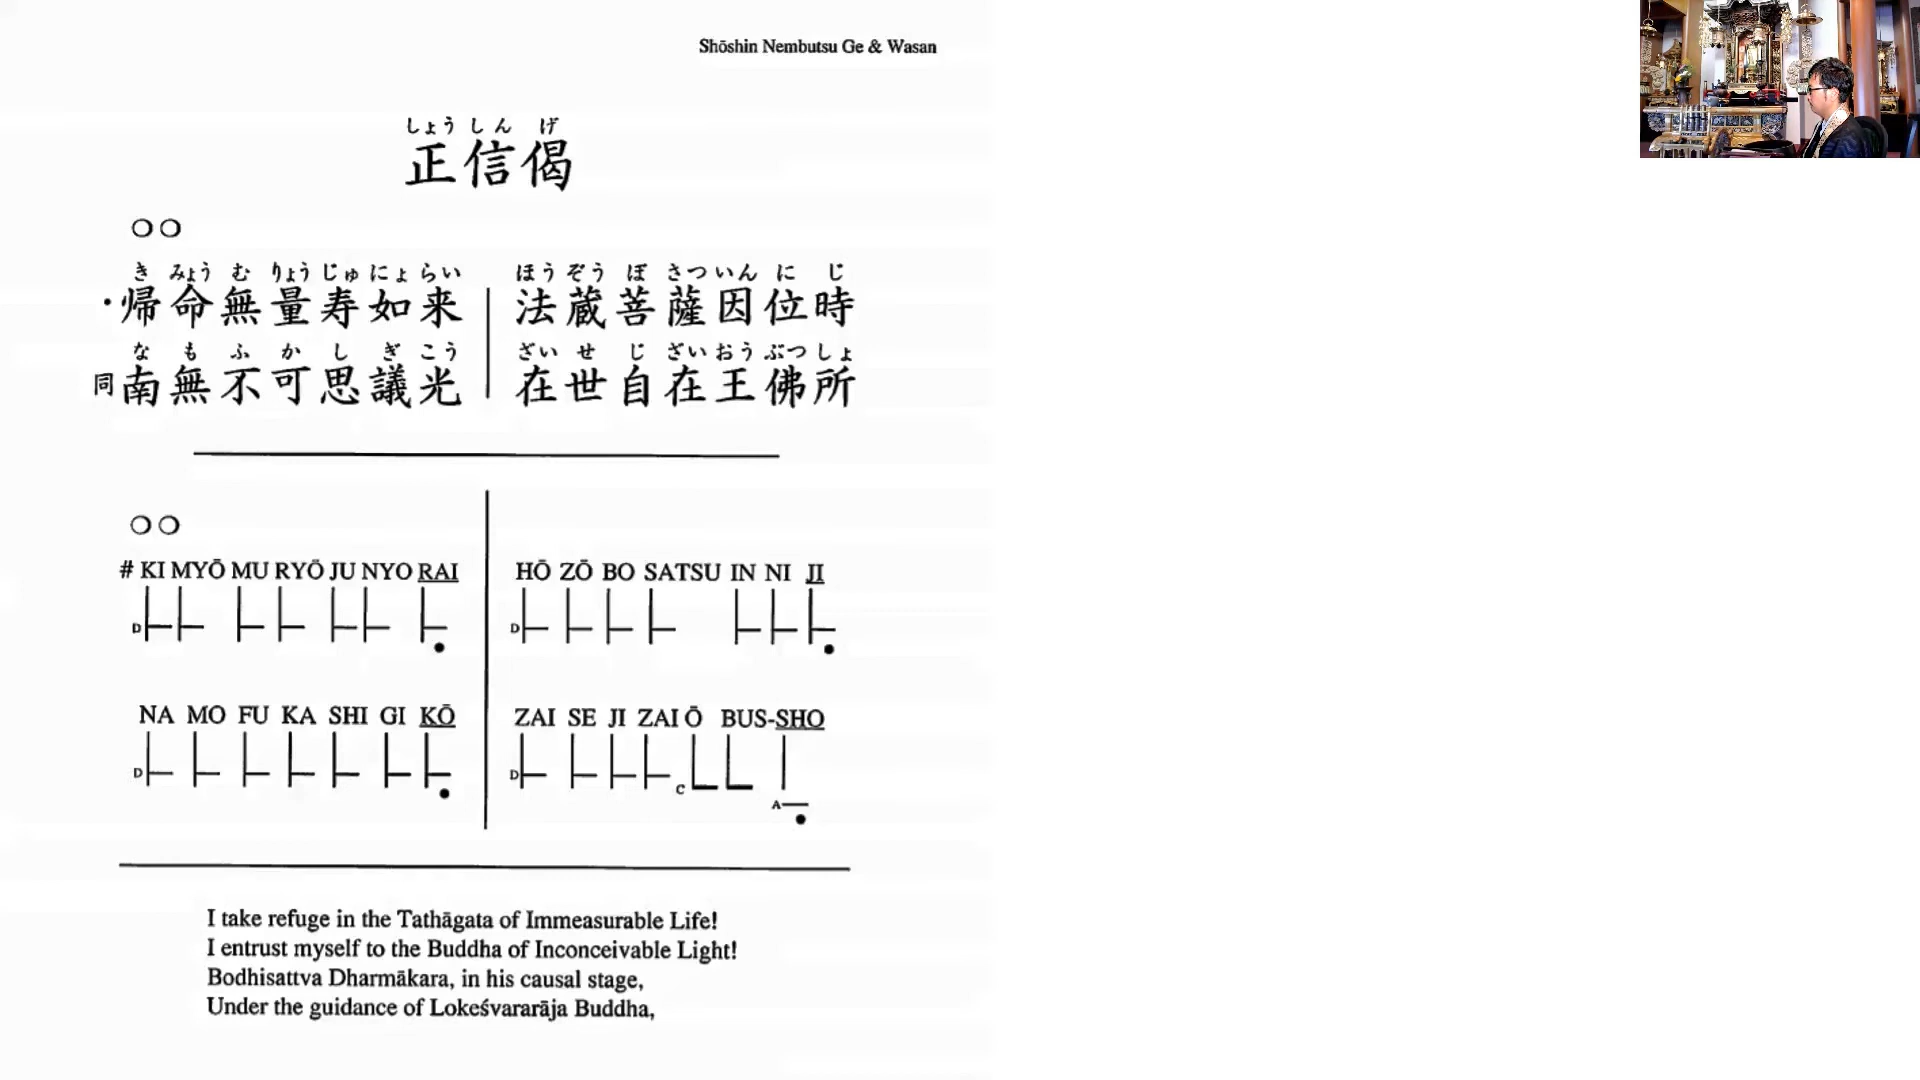 Shōshin Nembutsu Ge & Wasan
しょう しん げ
正信偈
○○
き みょう む りょう じゅ にょ らい
・帰命無量寿如来
な も ふ か し ぎ こう
同 南無不可思議光
ほう ぞう ぼ さつ いん に じ
法蔵菩薩因位時
ざい せ じ ざい おう ぶつ しょ
在世自在王佛所
○○
# KI MYŌ MU RYŌ JU NYO RAI
D
NA MO FU KA SHI GI KŌ
D
HŌ ZŌ BO SATSU IN NI JI
D
ZAI SE JI ZAI Ō BUS-SHO
D C A
I take refuge in the Tathāgata of Immeasurable Life!
I entrust myself to the Buddha of Inconceivable Light!
Bodhisattva Dharmākara, in his causal stage,
Under the guidance of Lokeśvararāja Buddha,